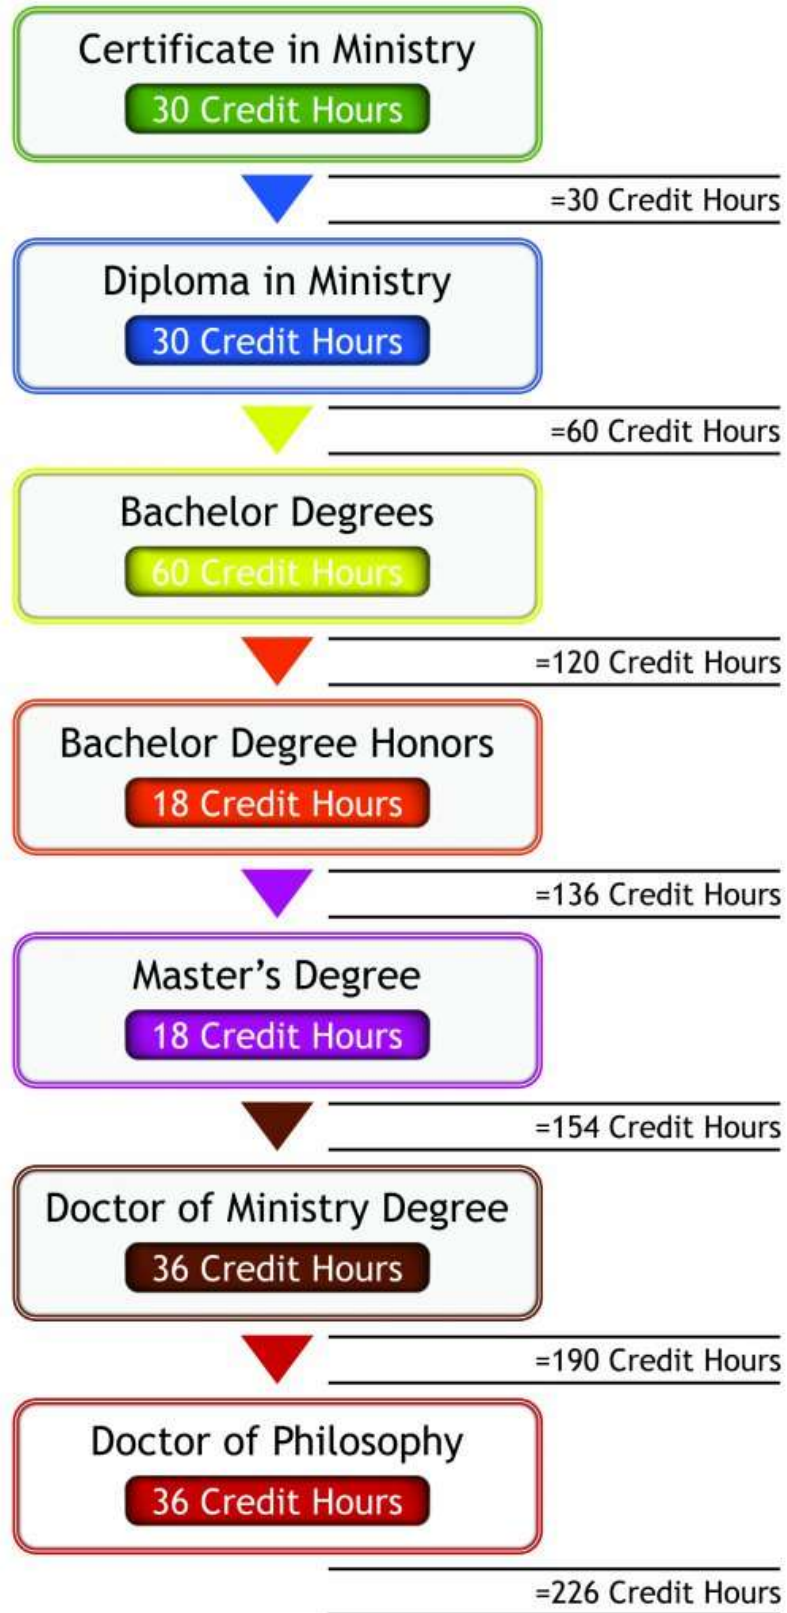 Certificate in Ministry
30 Credit Hours
=30 Credit Hours
Diploma in Ministry
30 Credit Hours
=60 Credit Hours
Bachelor Degrees
60 Credit Hours
=120 Credit Hours
Bachelor Degree Honors
18 Credit Hours
=136 Credit Hours
Master’s Degree
18 Credit Hours
=154 Credit Hours
Doctor of Ministry Degree
36 Credit Hours
=190 Credit Hours
Doctor of Philosophy
36 Credit Hours
=226 Credit Hours